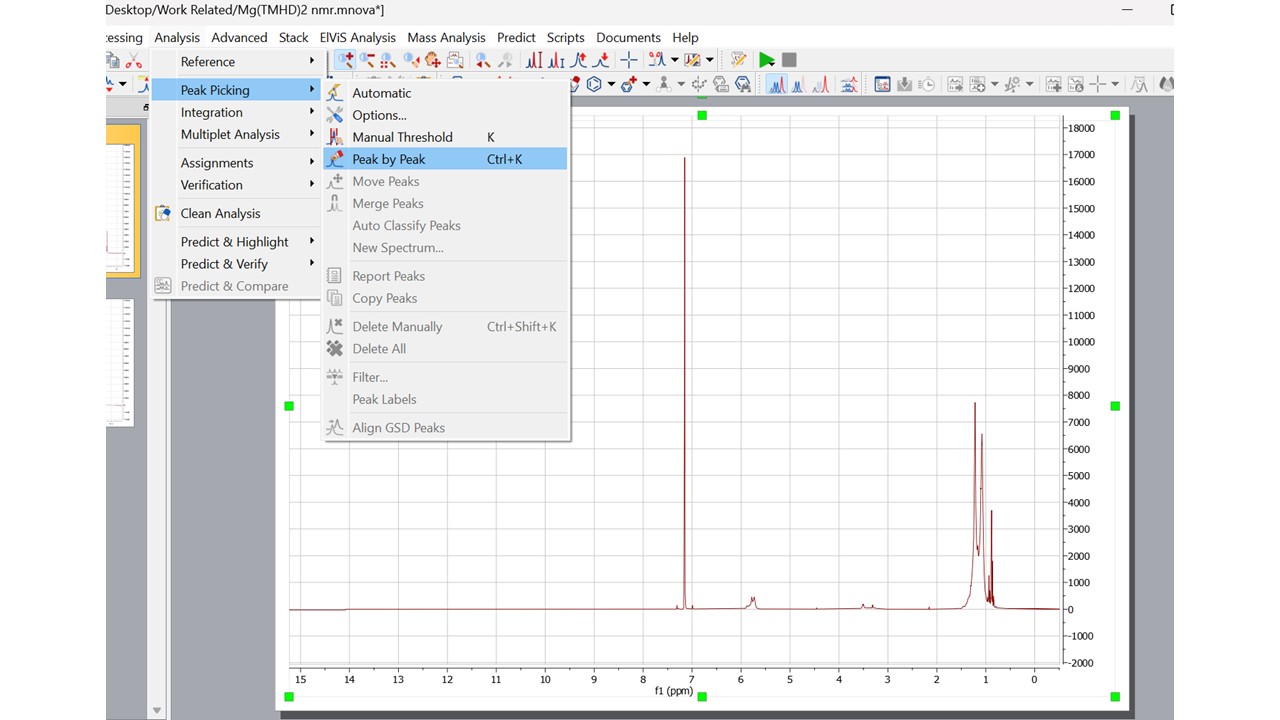 Desktop/Work Related/Mg(TMHD)2 nmr.mnova*]
cessing Analysis Advanced Stack ElViS Analysis Mass Analysis Predict Scripts Documents Help
Reference
Peak Picking
Integration
Multiplet Analysis
Assignments
Verification
Clean Analysis
Predict & Highlight
Predict & Verify
Predict & Compare
Automatic
Options...
Manual Threshold K
Peak by Peak Ctrl+K
Move Peaks
Merge Peaks
Auto Classify Peaks
New Spectrum...
Report Peaks
Copy Peaks
Delete Manually Ctrl+Shift+K
Delete All
Filter...
Peak Labels
Align GSD Peaks
18000
17000
16000
15000
14000
13000
12000
11000
10000
9000
8000
7000
6000
5000
4000
3000
2000
1000
0
-1000
-2000
15 14 13 12 11 10 9 8 7 6 5 4 3 2 1 0
f1 (ppm)